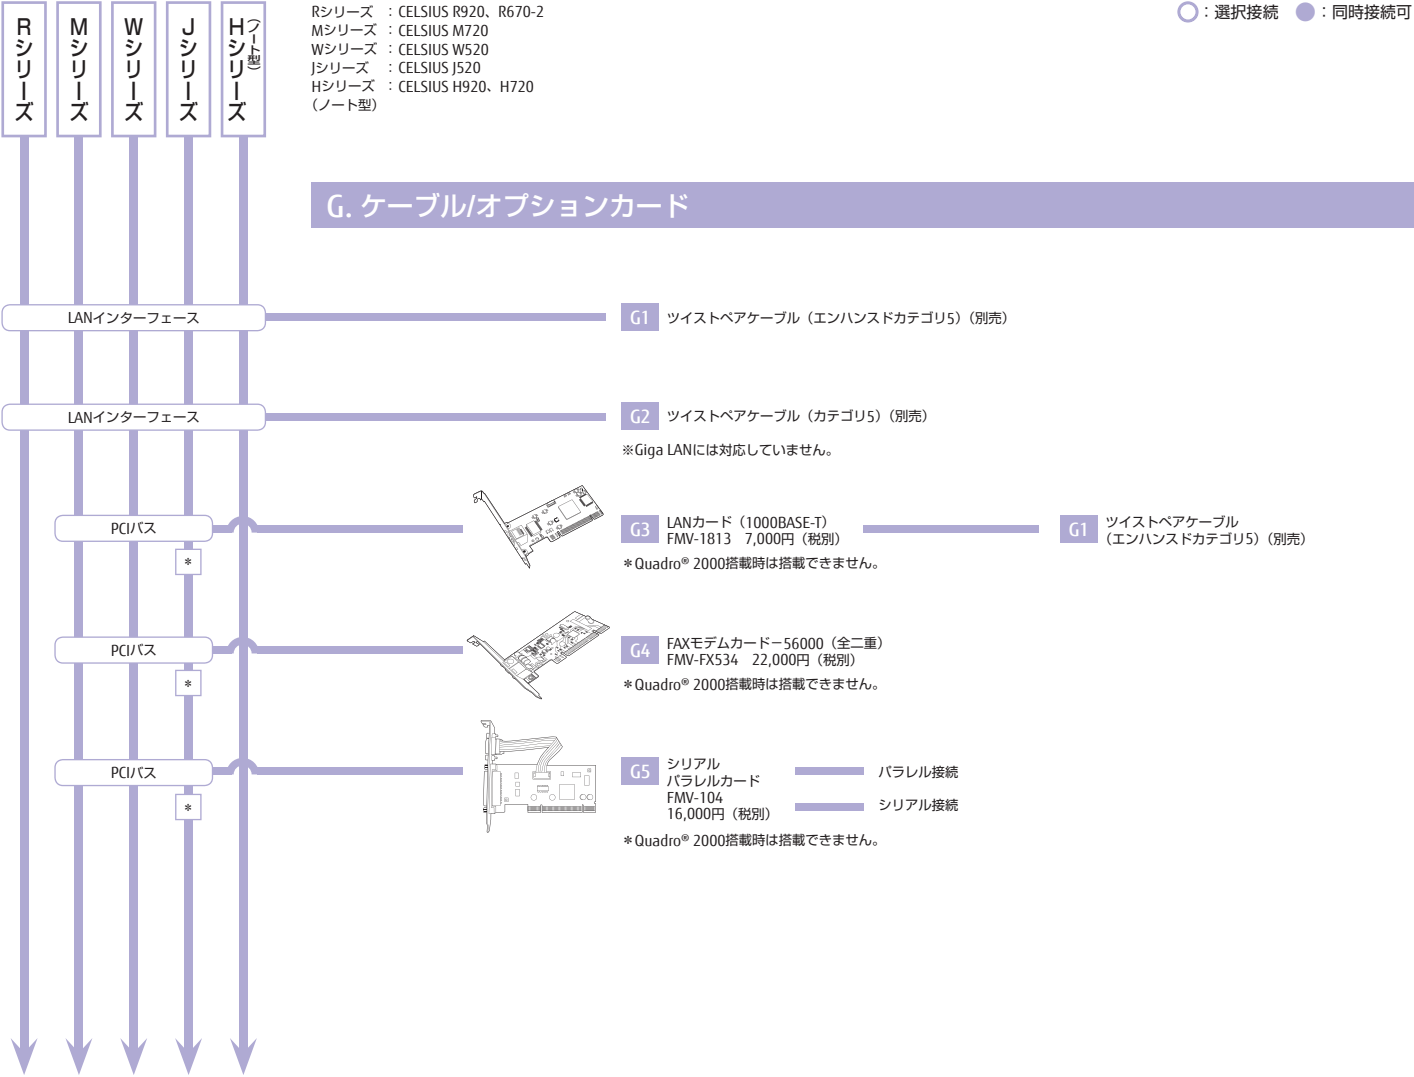 Rシリーズ
Mシリーズ
Wシリーズ
Jシリーズ
Hシリーズ
(ノート型)
Rシリーズ ：CELSIUS R920、R670-2
Mシリーズ ：CELSIUS M720
Wシリーズ ：CELSIUS W520
Jシリーズ ：CELSIUS J520
Hシリーズ ：CELSIUS H920、H720
（ノート型）
：選択接続 ：同時接続可
G. ケーブル/オプションカード
LANインターフェース
G1 ツイストペアケーブル（エンハンスドカテゴリ5）（別売）
LANインターフェース
G2 ツイストペアケーブル（カテゴリ5）（別売）
※Giga LANには対応していません。
PCIバス
*
G3 LANカード（1000BASE-T）
FMV-1813 7,000円（税別）
＊Quadro® 2000搭載時は搭載できません。
G1 ツイストペアケーブル
（エンハンスドカテゴリ5）（別売）
PCIバス
*
G4 FAXモデムカード－56000（全二重）
FMV-FX534 22,000円（税別）
＊Quadro® 2000搭載時は搭載できません。
PCIバス
*
G5 シリアル
パラレルカード
FMV-104
16,000円（税別）
パラレル接続
シリアル接続
＊Quadro® 2000搭載時は搭載できません。